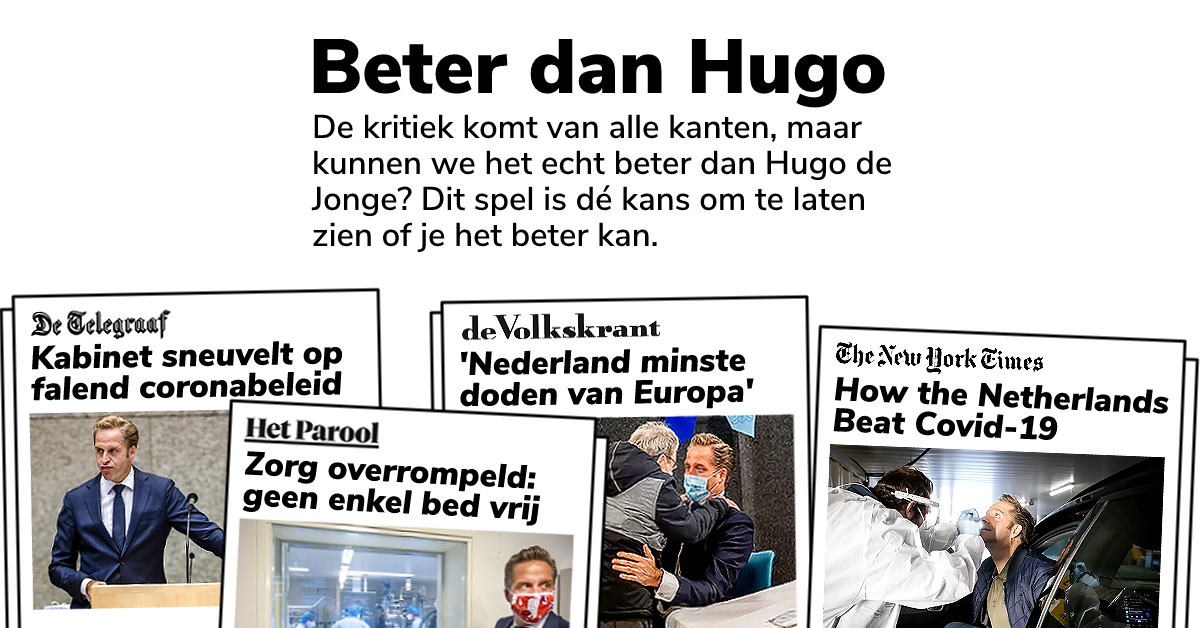 Beter dan Hugo
De kritiek komt van alle kanten, maar
kunnen we het echt beter dan Hugo de
Jonge? Dit spel is dé kans om te laten
zien of je het beter kan.
De Telegraaf
Kabinet sneuvelt op
falend coronabeleid
Het Parool
Zorg overrompeld:
geen enkel bed vrij
deVolkskrant
'Nederland minste
doden van Europa'
The New York Times
How the Netherlands
Beat Covid-19